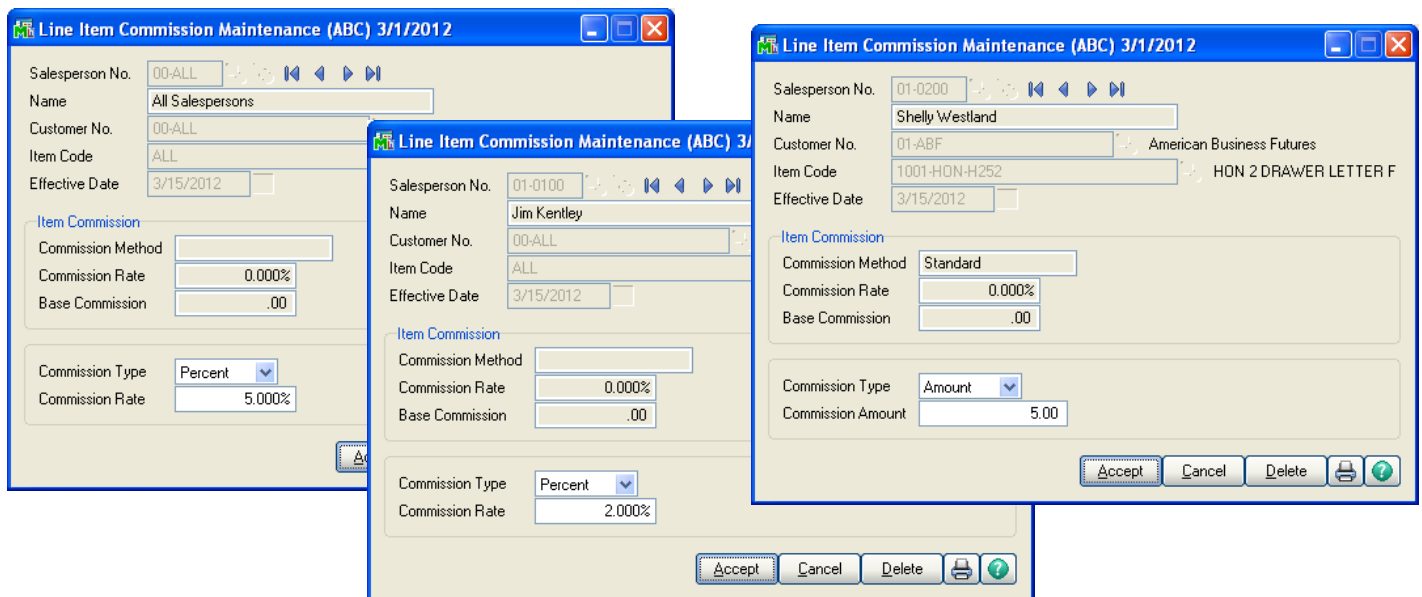 Line Item Commission Maintenance (ABC) 3/1/2012
Salesperson No. 00-ALL
Name All Salespersons
Customer No. 00-ALL
Item Code ALL
Effective Date 3/15/2012
Item Commission
Commission Method
Commission Rate 0.000%
Base Commission .00
Commission Type Percent
Commission Rate 5.000%
Line Item Commission Maintenance (ABC) 3/
Salesperson No. 01-0100
Name Jim Kentley
Customer No. 00-ALL
Item Code ALL
Effective Date 3/15/2012
Item Commission
Commission Method
Commission Rate 0.000%
Base Commission .00
Commission Type Percent
Commission Rate 2.000%
Accept Cancel Delete
Line Item Commission Maintenance (ABC) 3/1/2012
Salesperson No. 01-0200
Name Shelly Westland
Customer No. 01-ABF American Business Futures
Item Code 1001-HON-H252 HON 2 DRAWER LETTER F
Effective Date 3/15/2012
Item Commission
Commission Method Standard
Commission Rate 0.000%
Base Commission .00
Commission Type Amount
Commission Amount 5.00
Accept Cancel Delete